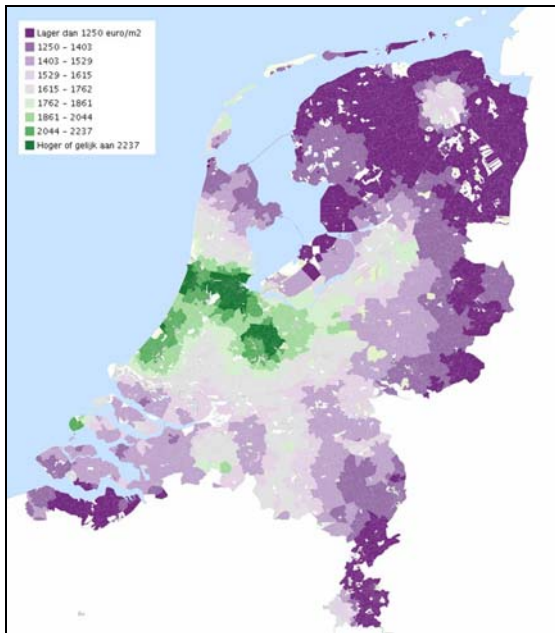 Lager dan 1250 euro/m2
1250 – 1403
1403 – 1529
1529 – 1615
1615 – 1762
1762 – 1861
1861 – 2044
2044 – 2237
Hoger of gelijk aan 2237